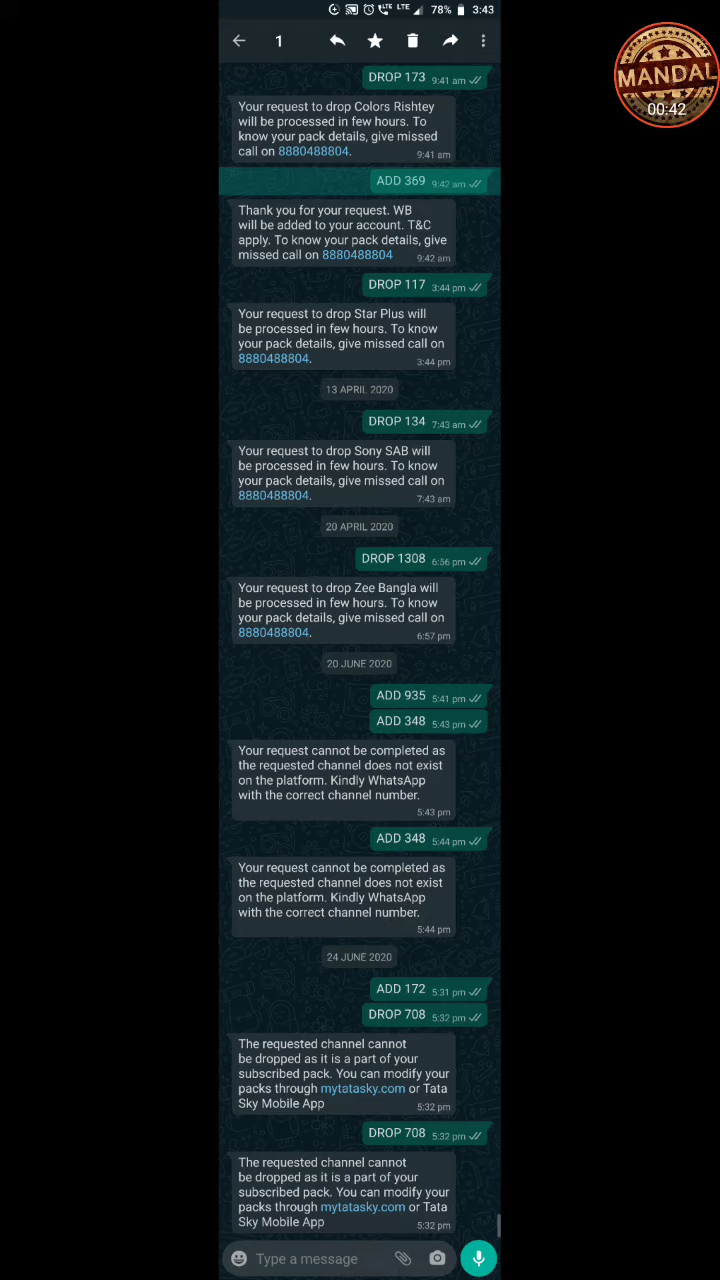 LTE LTE 78% 3:43
1
MANDAL
00:42
DROP 173 9:41 am
Your request to drop Colors Rishtey
will be processed in few hours. To
know your pack details, give missed
call on 8880488804.
9:41 am
ADD 369 9:42 am
Thank you for your request. WB
will be added to your account. T&C
apply. To know your pack details, give
missed call on 8880488804
9:42 am
DROP 117 3:44 pm
Your request to drop Star Plus will
be processed in few hours. To know
your pack details, give missed call on
8880488804.
3:44 pm
13 APRIL 2020
DROP 134 7:43 am
Your request to drop Sony SAB will
be processed in few hours. To know
your pack details, give missed call on
8880488804.
7:43 am
20 APRIL 2020
DROP 1308 6:56 pm
Your request to drop Zee Bangla will
be processed in few hours. To know
your pack details, give missed call on
8880488804.
6:57 pm
20 JUNE 2020
ADD 935 5:41 pm
ADD 348 5:43 pm
Your request cannot be completed as
the requested channel does not exist
on the platform. Kindly WhatsApp
with the correct channel number.
5:43 pm
ADD 348 5:44 pm
Your request cannot be completed as
the requested channel does not exist
on the platform. Kindly WhatsApp
with the correct channel number.
5:44 pm
24 JUNE 2020
ADD 172 5:31 pm
DROP 708 5:32 pm
The requested channel cannot
be dropped as it is a part of your
subscribed pack. You can modify your
packs through mytatasky.com or Tata
Sky Mobile App
5:32 pm
DROP 708 5:32 pm
The requested channel cannot
be dropped as it is a part of your
subscribed pack. You can modify your
packs through mytatasky.com or Tata
Sky Mobile App
5:32 pm
Type a message